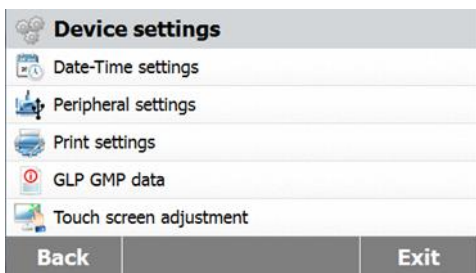 Device settings
Date-Time settings
Peripheral settings
Print settings
GLP GMP data
Touch screen adjustment
Back Exit